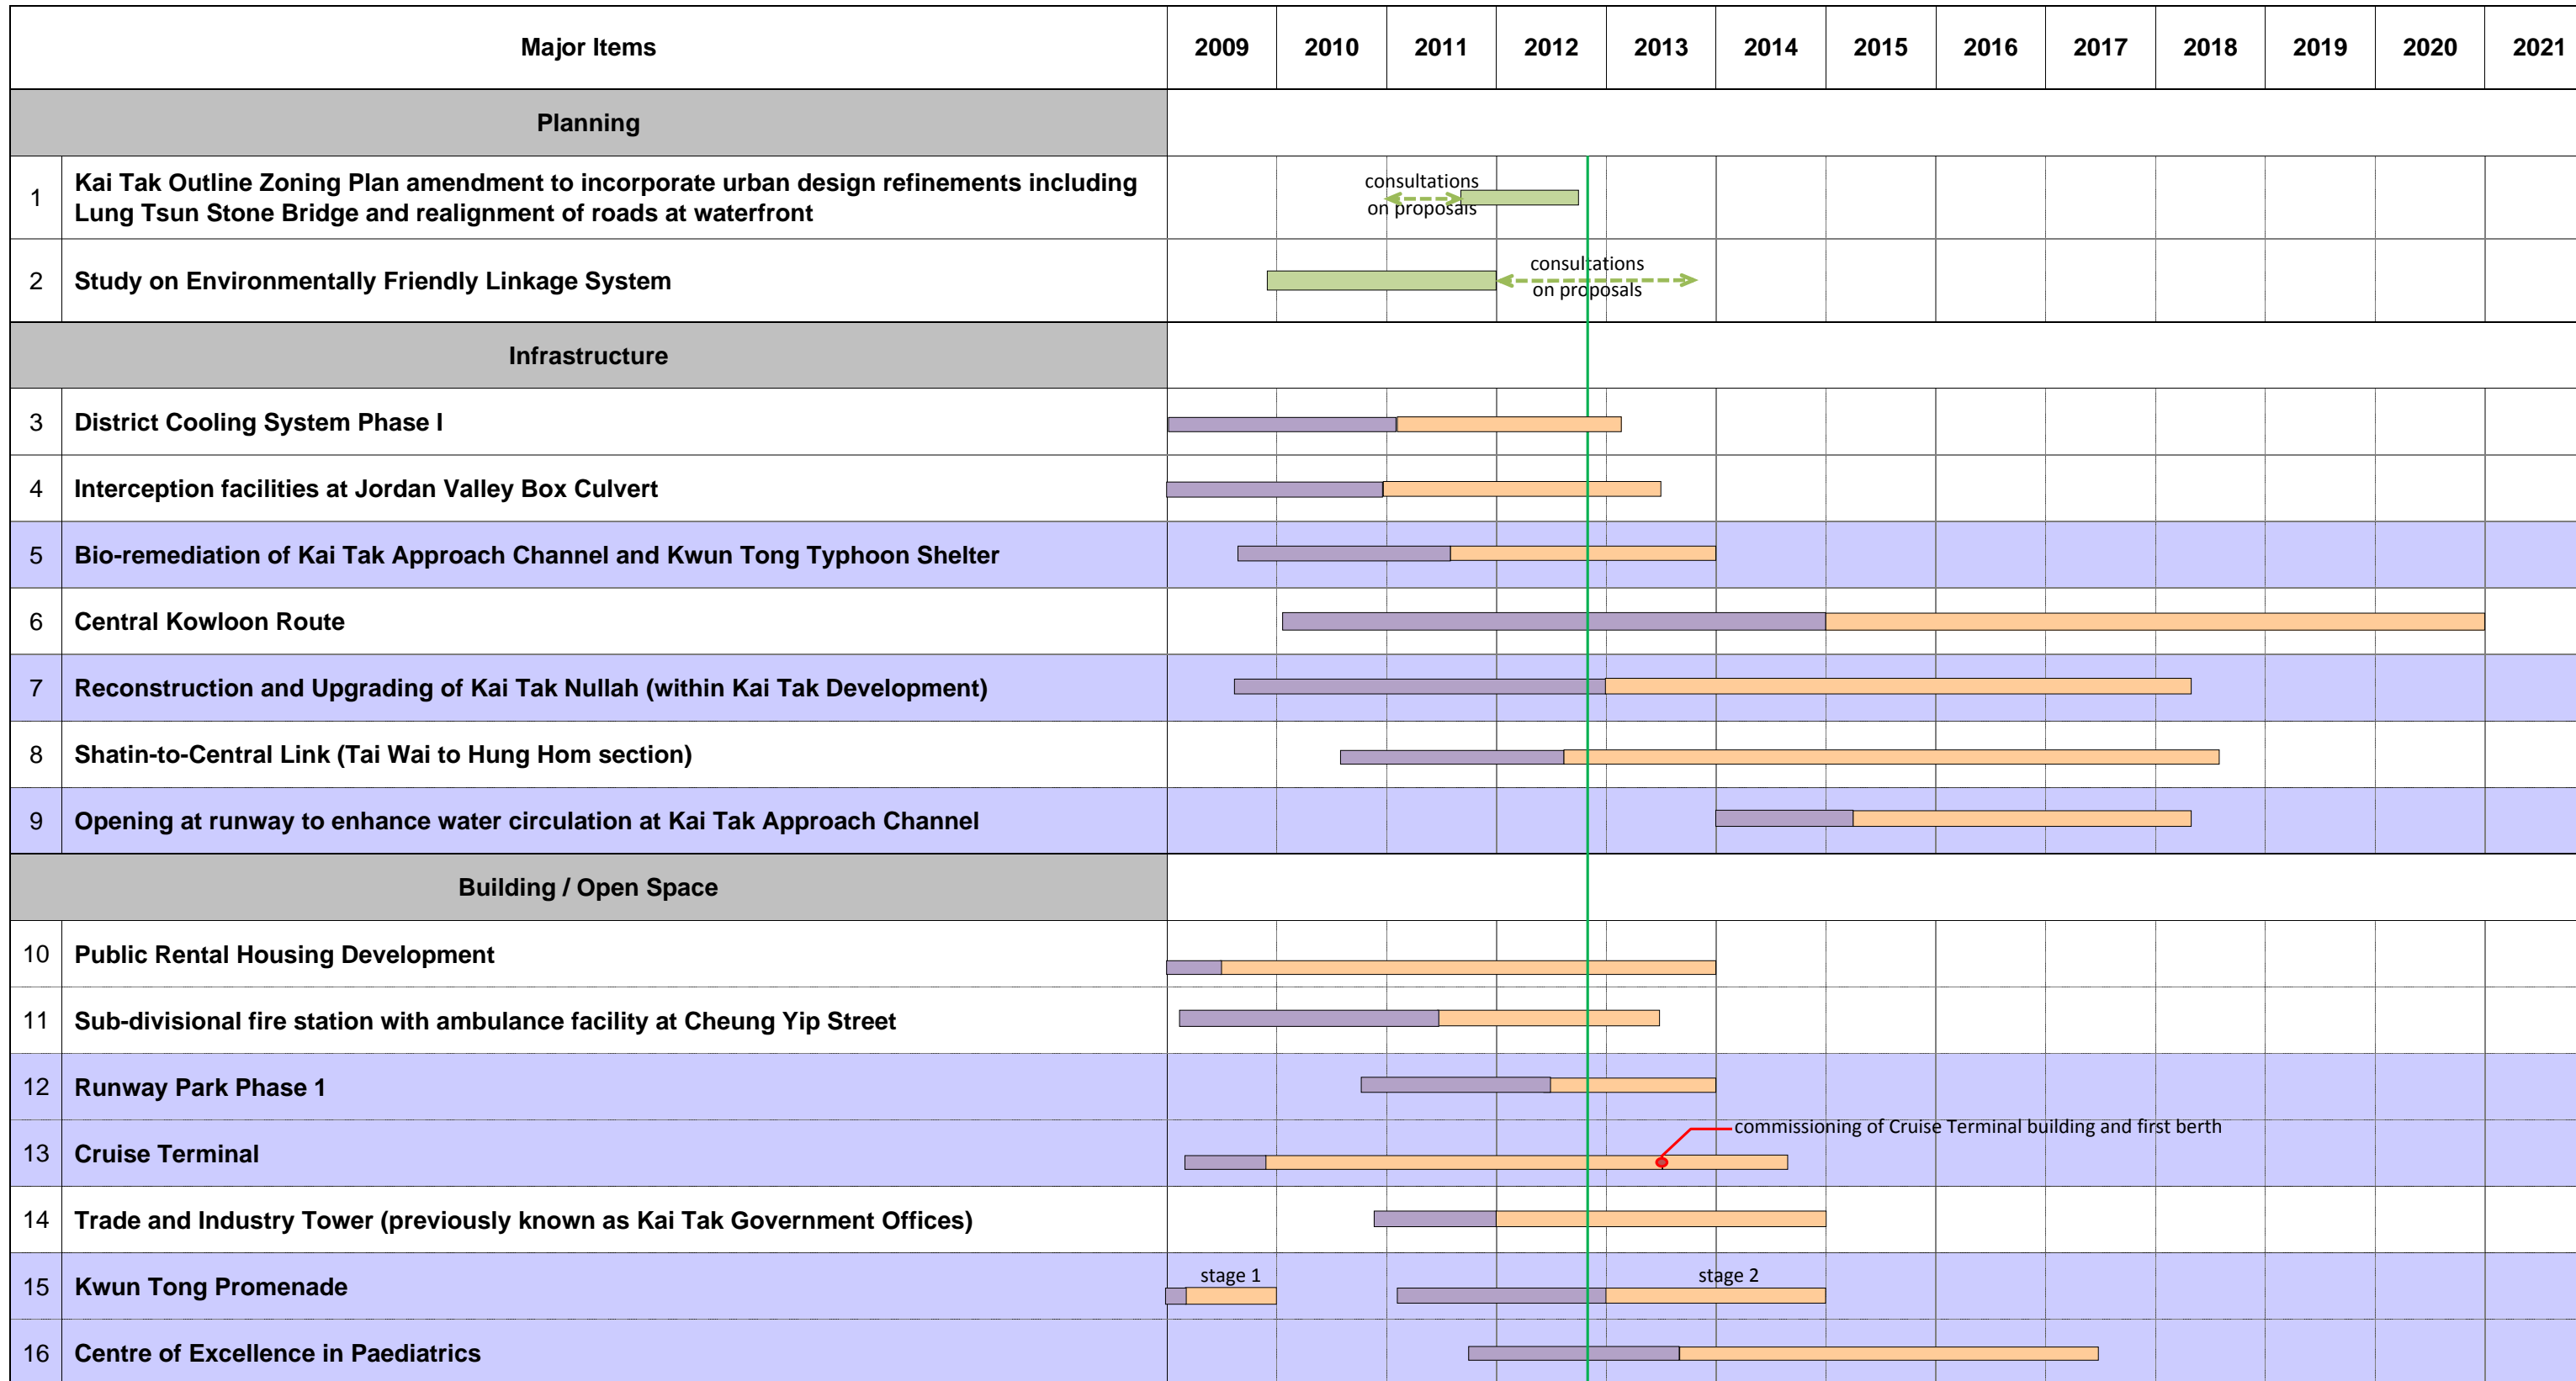 Major Items 2009 2010 2011 2012 2013 2014 2015 2016 2017 2018 2019 2020 2021
Planning
1 Kai Tak Outline Zoning Plan amendment to incorporate urban design refinements including
Lung Tsun Stone Bridge and realignment of roads at waterfront
consultations
on proposals
2 Study on Environmentally Friendly Linkage System
consultations
on proposals
Infrastructure
3 District Cooling System Phase I
4 Interception facilities at Jordan Valley Box Culvert
5 Bio-remediation of Kai Tak Approach Channel and Kwun Tong Typhoon Shelter
6 Central Kowloon Route
7 Reconstruction and Upgrading of Kai Tak Nullah (within Kai Tak Development)
8 Shatin-to-Central Link (Tai Wai to Hung Hom section)
9 Opening at runway to enhance water circulation at Kai Tak Approach Channel
Building / Open Space
10 Public Rental Housing Development
11 Sub-divisional fire station with ambulance facility at Cheung Yip Street
12 Runway Park Phase 1
commissioning of Cruise Terminal building and first berth
13 Cruise Terminal
14 Trade and Industry Tower (previously known as Kai Tak Government Offices)
stage 1 stage 2
15 Kwun Tong Promenade
16 Centre of Excellence in Paediatrics